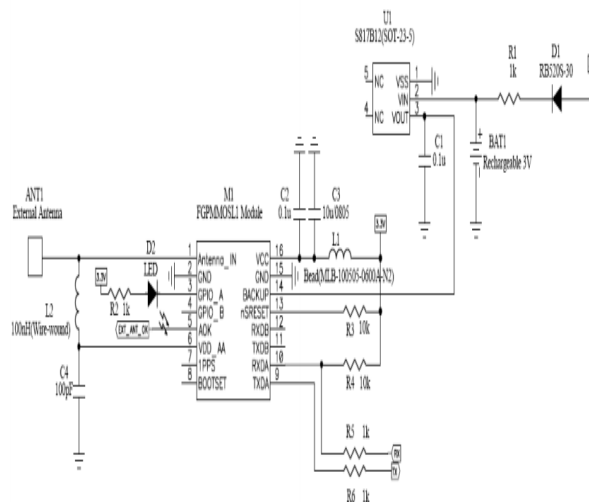 U1
S817B12(SOT-23-5)
5 NC VSS 1
VIN 2
4 NC VOUT 3
R1
1k
D1
RB520S-30
C1
0.1u
BAT1
Rechargeable 3V
ANT1
External Antenna
M1
FGPMMOSL1 Module
C2
0.1u
C3
10u/0805
3.3V
L1
Bead(MLB-100505-0600A-N2)
D2
LED
3.3V
R2 1k
EXT_ANT_OK
L2
100nH(Wire-wound)
C4
100pF
1 Antenna_IN VCC 16
2 GND GND 15
3 GPIO_A BACKUP 14
4 GPIO_B nSRESET 13
5 AOK RXDB 12
6 VDD_AA TXDB 11
7 1PPS RXDA 10
8 BOOTSET TXDA 9
R3 10k
R4 10k
R5 1k
RX
TX
R6 1k